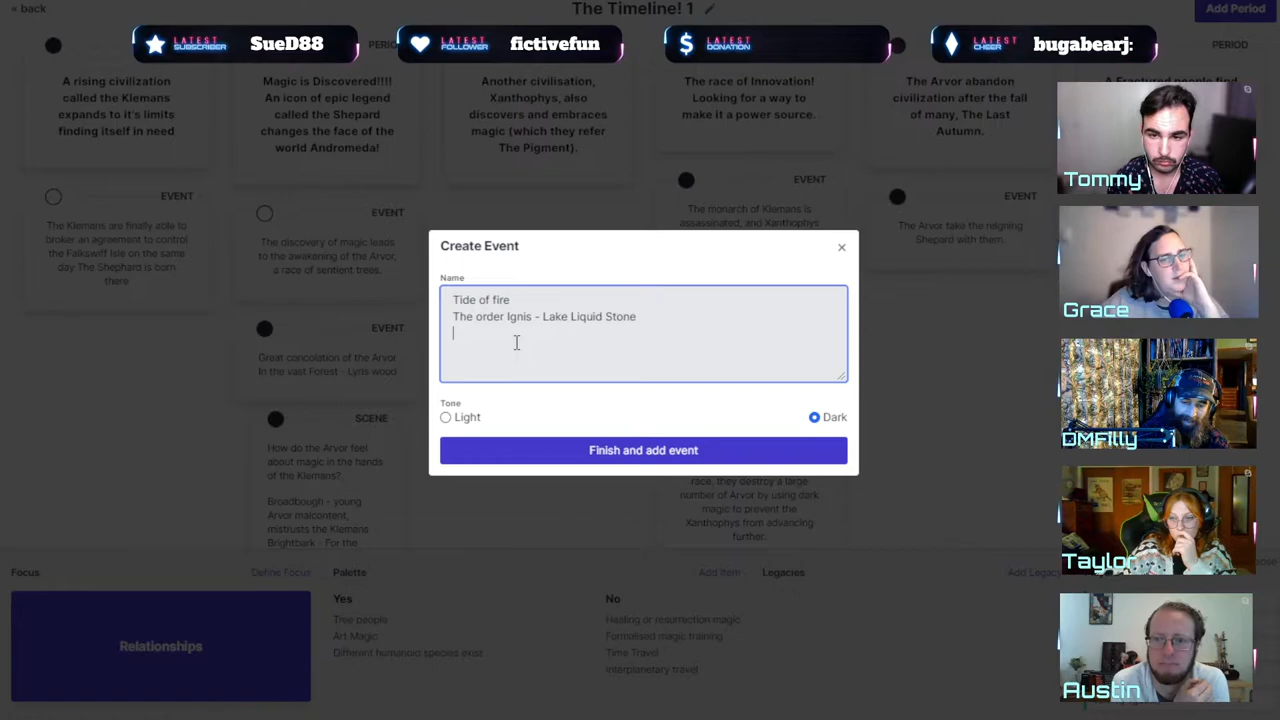 « back
The Timeline! 1
Add Period
LATEST SUBSCRIBER
SueD88
LATEST FOLLOWER
fictivefun
LATEST DONATION
LATEST CHEER
bugabearj:
PERIOD
A rising civilization
called the Klemans
expands to it's limits
finding itself in need
EVENT
The Klemans are finally able to
broker an agreement to control
the Falkswiff Isle on the same
day The Shephard is born
there
Magic is Discovered!!!!
An icon of epic legend
called the Shepard
changes the face of the
world Andromeda!
EVENT
The discovery of magic leads
to the awakening of the Arvor,
a race of sentient trees.
EVENT
Great concolation of the Arvor
In the vast Forest - Lyris wood
SCENE
How do the Arvor feel
about magic in the hands
of the Klemans?
Broadbough - young
Arvor malcontent,
mistrusts the Klemans
Brightbark - For the
Another civilisation,
Xanthophys, also
discovers and embraces
magic (which they refer
The Pigment).
The race of Innovation!
Looking for a way to
make it a power source.
EVENT
The monarch of Klemans is
assassinated, and Xanthophys
race, they destroy a large
number of Arvor by using dark
magic to prevent the
Xanthophys from advancing
further.
The Arvor abandon
civilization after the fall
of many, The Last
Autumn.
EVENT
The Arvor take the reigning
Shepard with them.
PERIOD
A Fractured people find
Create Event
×
Name
Tide of fire
The order Ignis - Lake Liquid Stone
Tone
Light
Dark
Finish and add event
Focus
Define Focus
Relationships
Palette
Add Item
Yes
Tree people
Art Magic
Different humanoid species exist
No
Healing or resurrection magic
Formalised magic training
Time Travel
Interplanetary travel
Legacies
Add Legacy
Tommy
Grace
DMFilly
Taylor
Austin